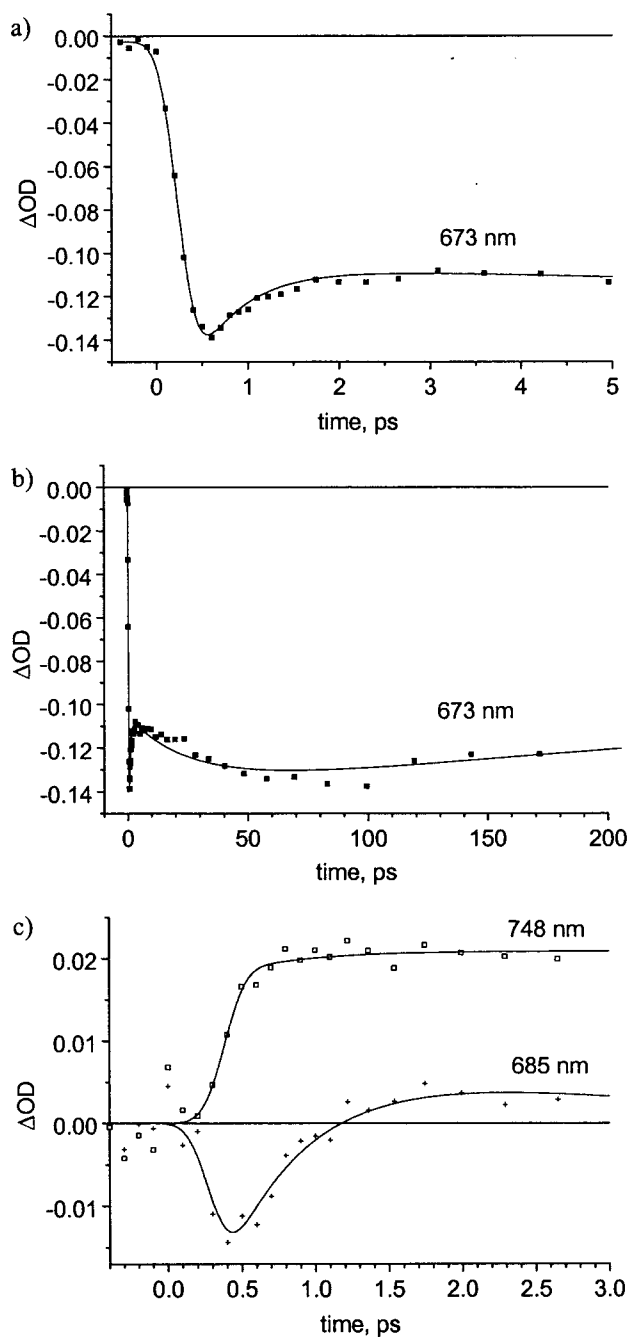 a)
0.00
-0.02
-0.04
-0.06
-0.08
-0.10
-0.12
-0.14
ΔOD
673 nm
0 1 2 3 4 5
time, ps
b)
0.00
-0.02
-0.04
-0.06
-0.08
-0.10
-0.12
-0.14
ΔOD
673 nm
0 50 100 150 200
time, ps
c)
748 nm
0.02
0.01
0.00
-0.01
ΔOD
685 nm
0.0 0.5 1.0 1.5 2.0 2.5 3.0
time, ps